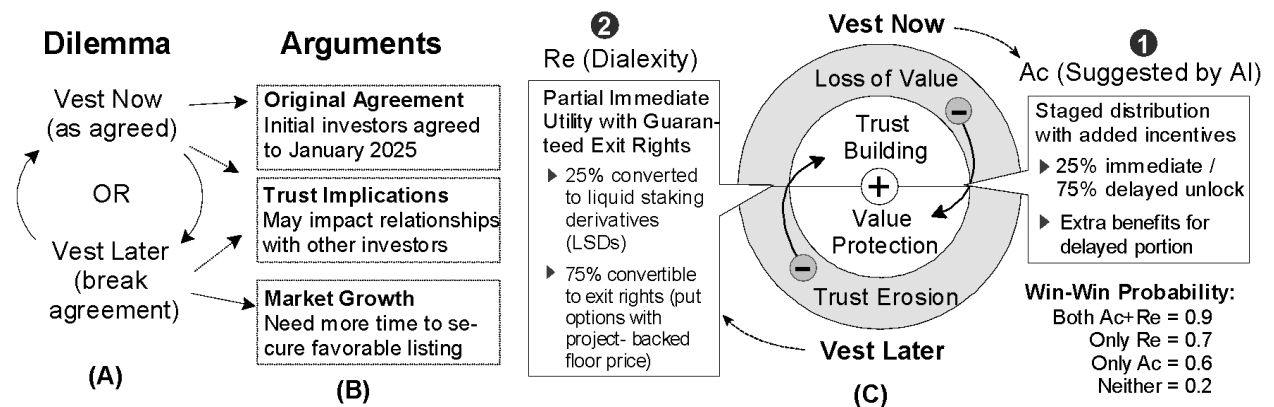 Dilemma
Vest Now
(as agreed)
OR
Vest Later
(break
agreement)
(A)
Arguments
Original Agreement
Initial investors agreed
to January 2025
Trust Implications
May impact relationships
with other investors
Market Growth
Need more time to se-
cure favorable listing
(B)
2
Re (Dialexity)
Partial Immediate
Utility with Guaran-
teed Exit Rights
25% converted
to liquid staking
derivatives
(LSDs)
75% convertible
to exit rights (put
options with
project- backed
floor price)
Vest Now
Loss of Value
−
Trust
Building
+
Value
Protection
−
Trust Erosion
Vest Later
(C)
1
Ac (Suggested by AI)
Staged distribution
with added incentives
25% immediate /
75% delayed unlock
Extra benefits for
delayed portion
Win-Win Probability:
Both Ac+Re = 0.9
Only Re = 0.7
Only Ac = 0.6
Neither = 0.2